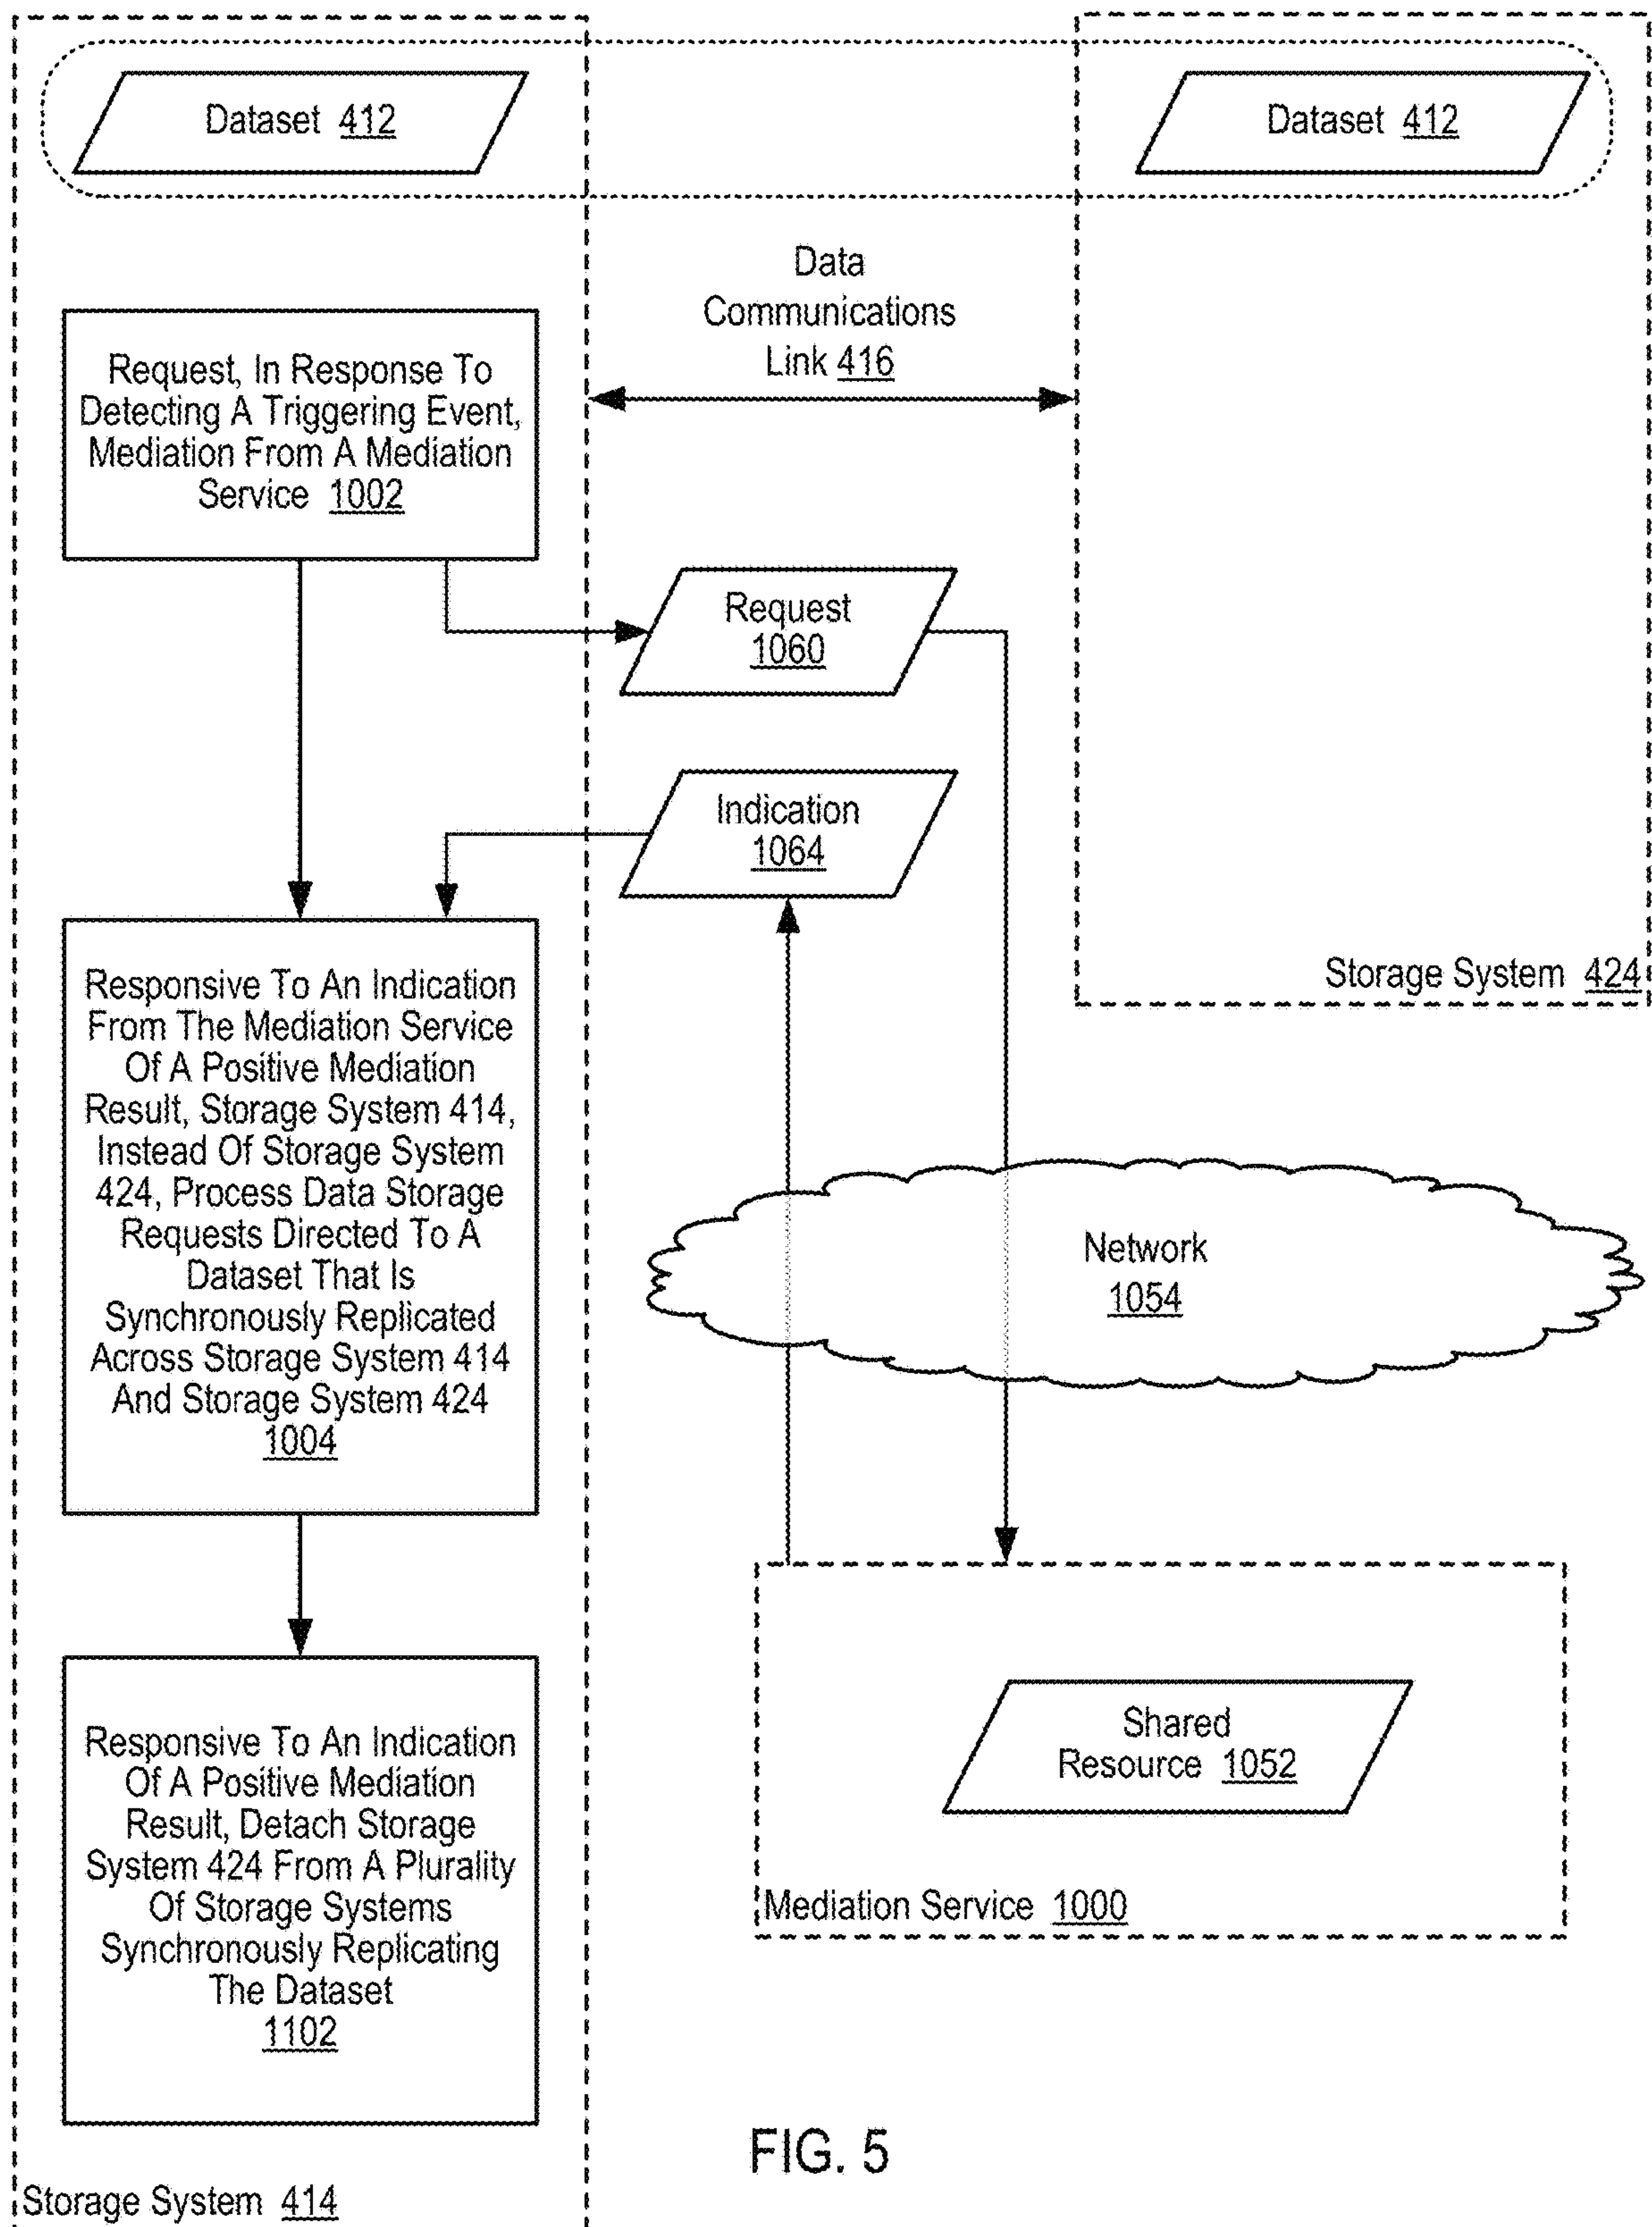 Dataset 412
Dataset 412
Data
Communications
Link 416
Request, In Response To
Detecting A Triggering Event,
Mediation From A Mediation
Service 1002
Request
1060
Indication
1064
Storage System 424
Responsive To An Indication
From The Mediation Service
Of A Positive Mediation
Result, Storage System 414,
Instead Of Storage System
424, Process Data Storage
Requests Directed To A
Dataset That Is
Synchronously Replicated
Across Storage System 414
And Storage System 424
1004
Network
1054
Responsive To An Indication
Of A Positive Mediation
Result, Detach Storage
System 424 From A Plurality
Of Storage Systems
Synchronously Replicating
The Dataset
1102
Shared
Resource 1052
Mediation Service 1000
FIG. 5
Storage System 414